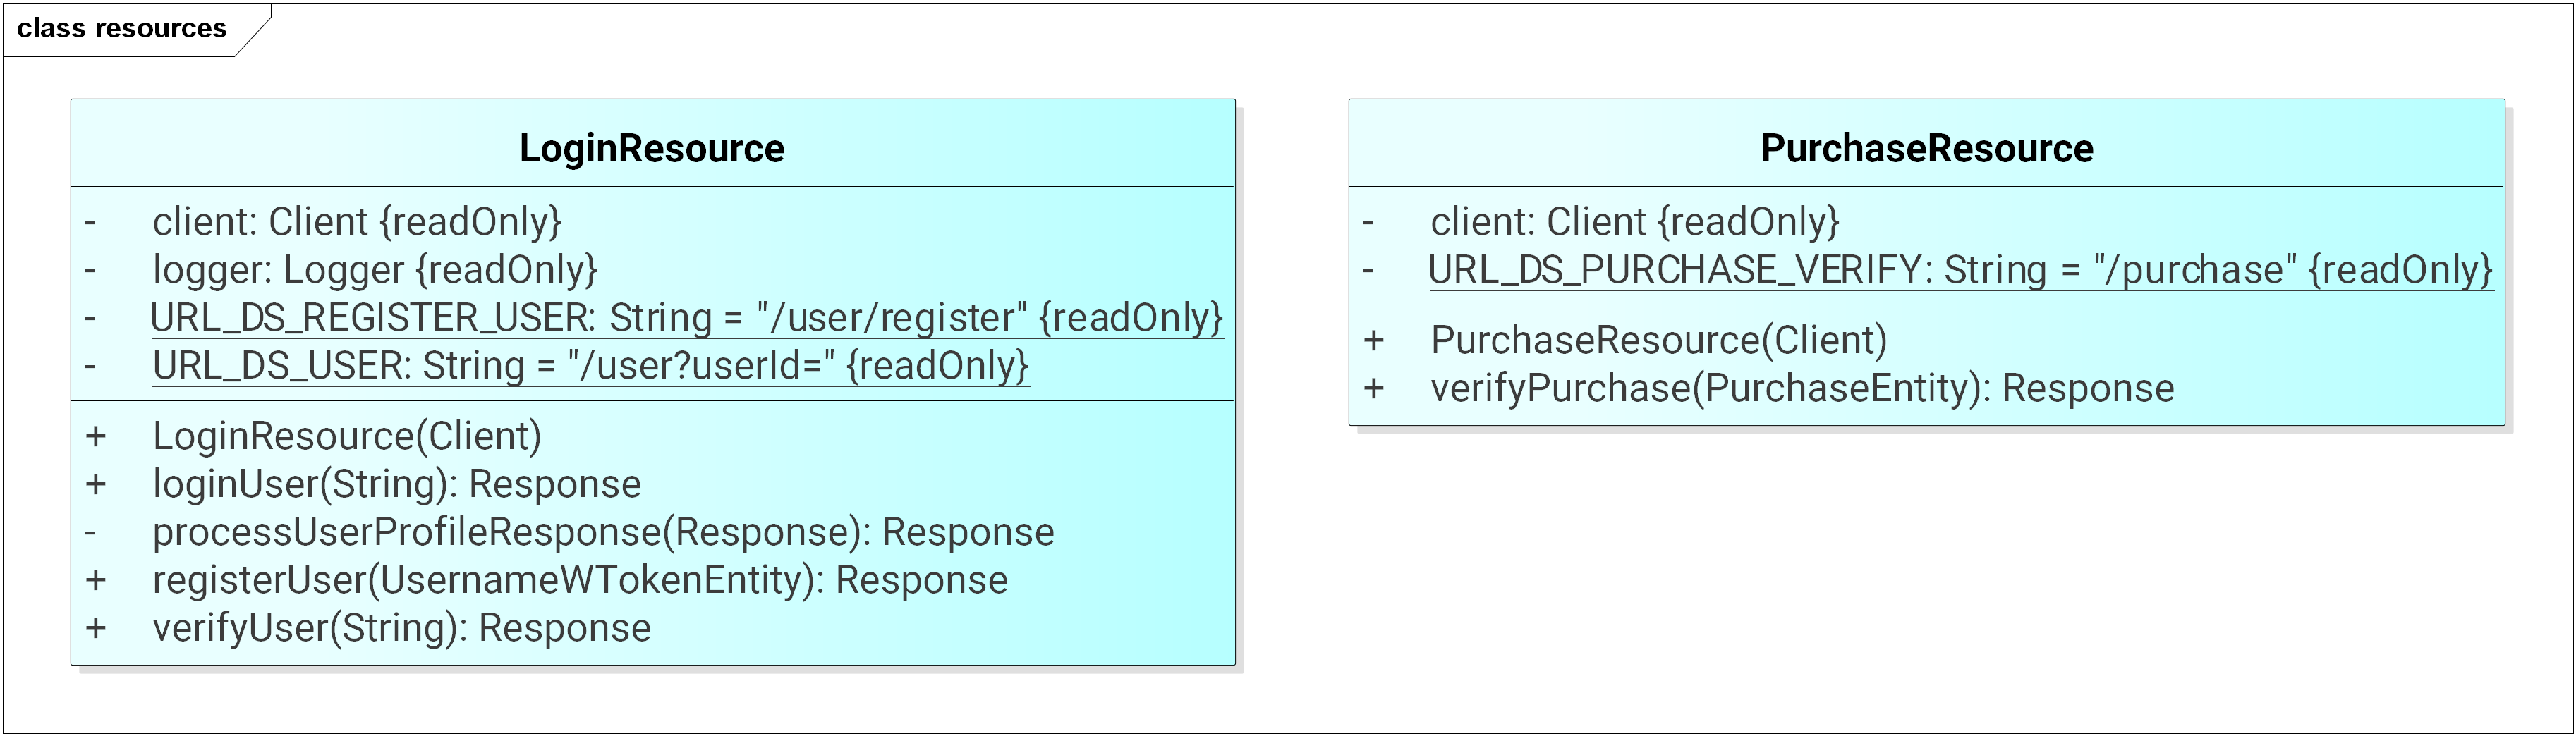 class resources
LoginResource
- client: Client {readOnly}
- logger: Logger {readOnly}
- URL_DS_REGISTER_USER: String = "/user/register" {readOnly}
- URL_DS_USER: String = "/user?userId=" {readOnly}
+ LoginResource(Client)
+ loginUser(String): Response
- processUserProfileResponse(Response): Response
+ registerUser(UsernameWTokenEntity): Response
+ verifyUser(String): Response
PurchaseResource
- client: Client {readOnly}
- URL_DS_PURCHASE_VERIFY: String = "/purchase" {readOnly}
+ PurchaseResource(Client)
+ verifyPurchase(PurchaseEntity): Response